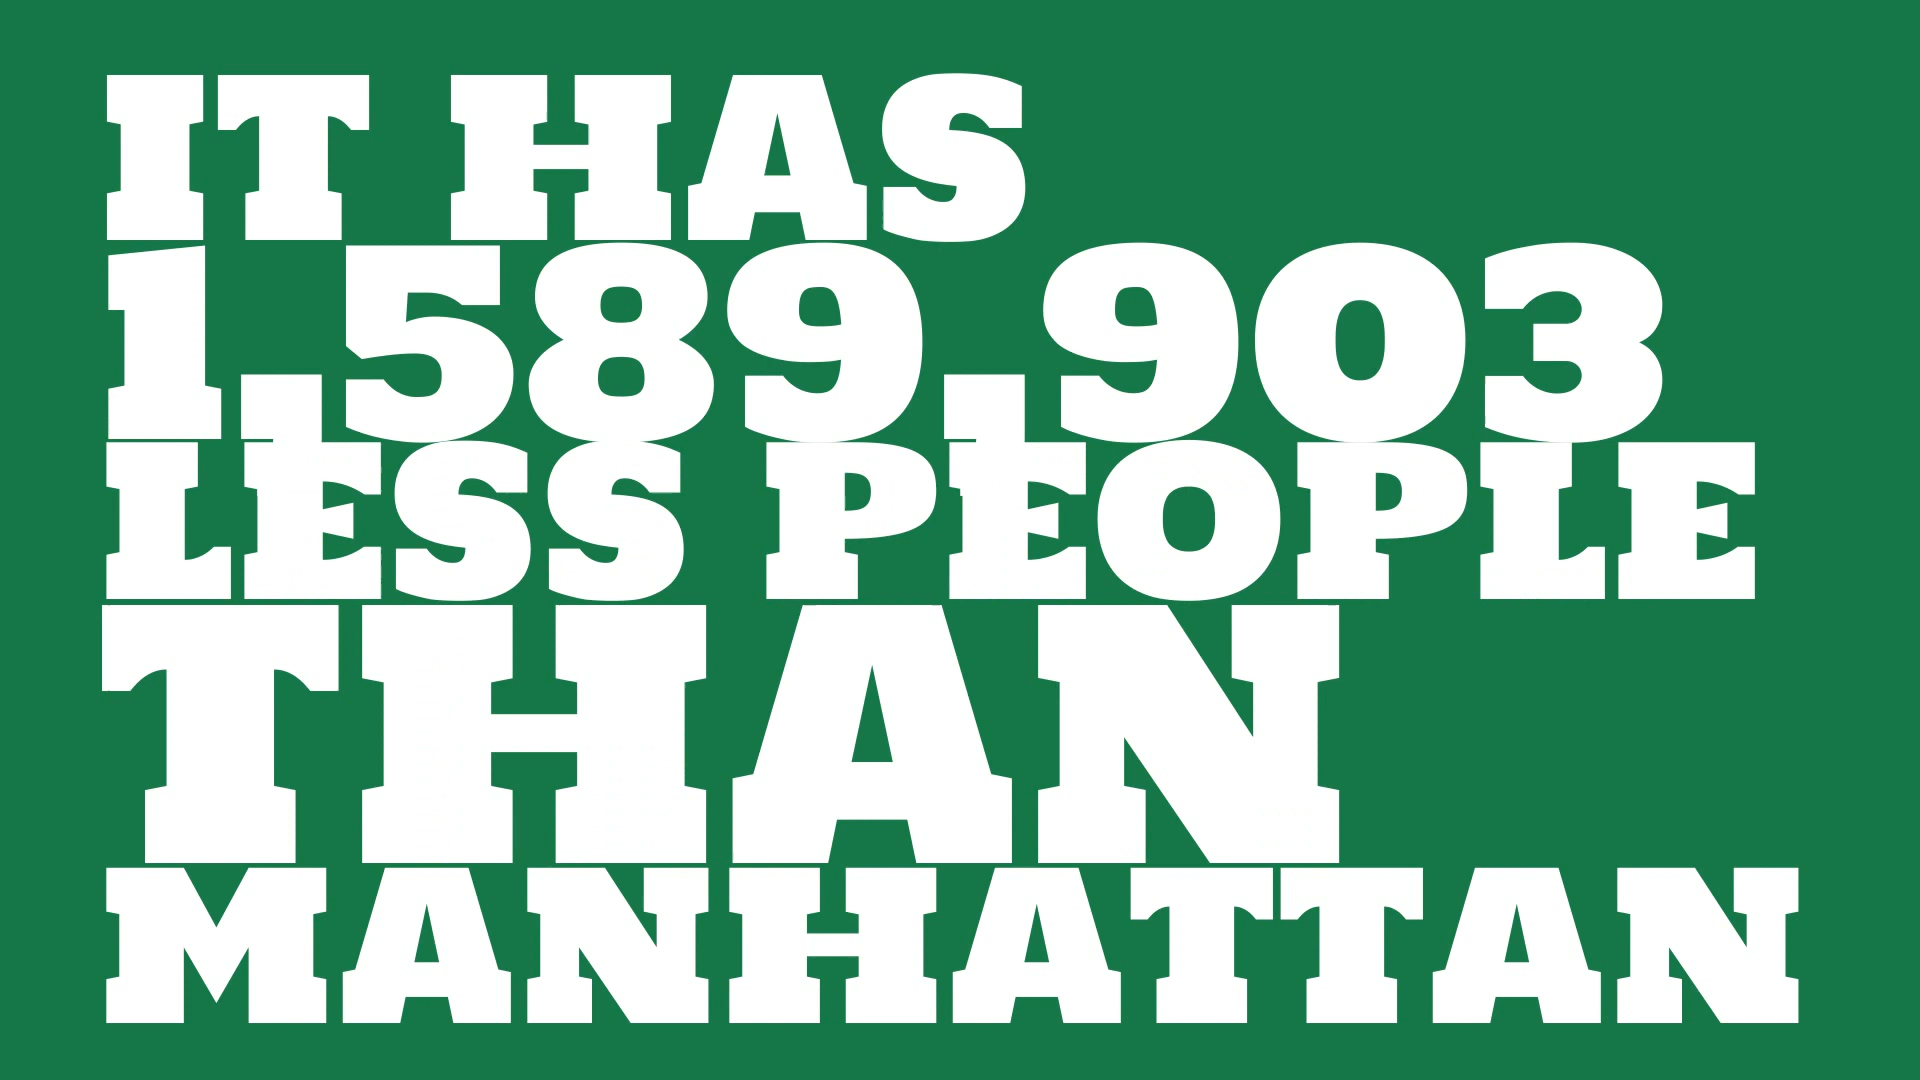 IT HAS
1,589,903
LESS PEOPLE
THAN
MANHATTAN